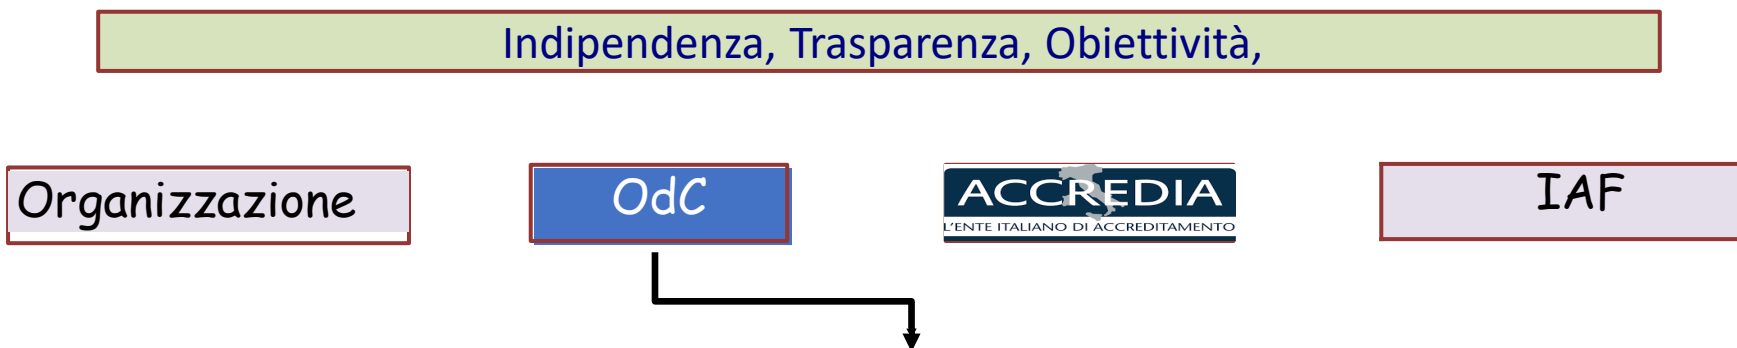 Indipendenza, Trasparenza, Obiettività,
Organizzazione
OdC
ACCREDIA
L'ENTE ITALIANO DI ACCREDITAMENTO
IAF